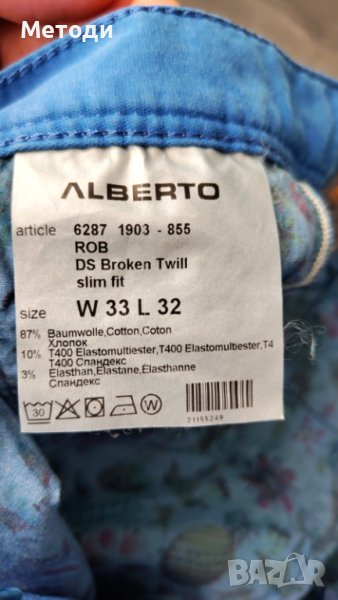 Методи
ALBERTO
article 6287 1903 - 855
ROB
DS Broken Twill
slim fit
size W 33 L 32
87% Baumwolle,Cotton,Coton
Хлопок
10% T400 Elastomultiester,T400 Elastomultiester,T4
T400 Спандекс
3% Elasthan,Elastane,Elasthanne
Спандекс
30 W
21155249
BAZAR